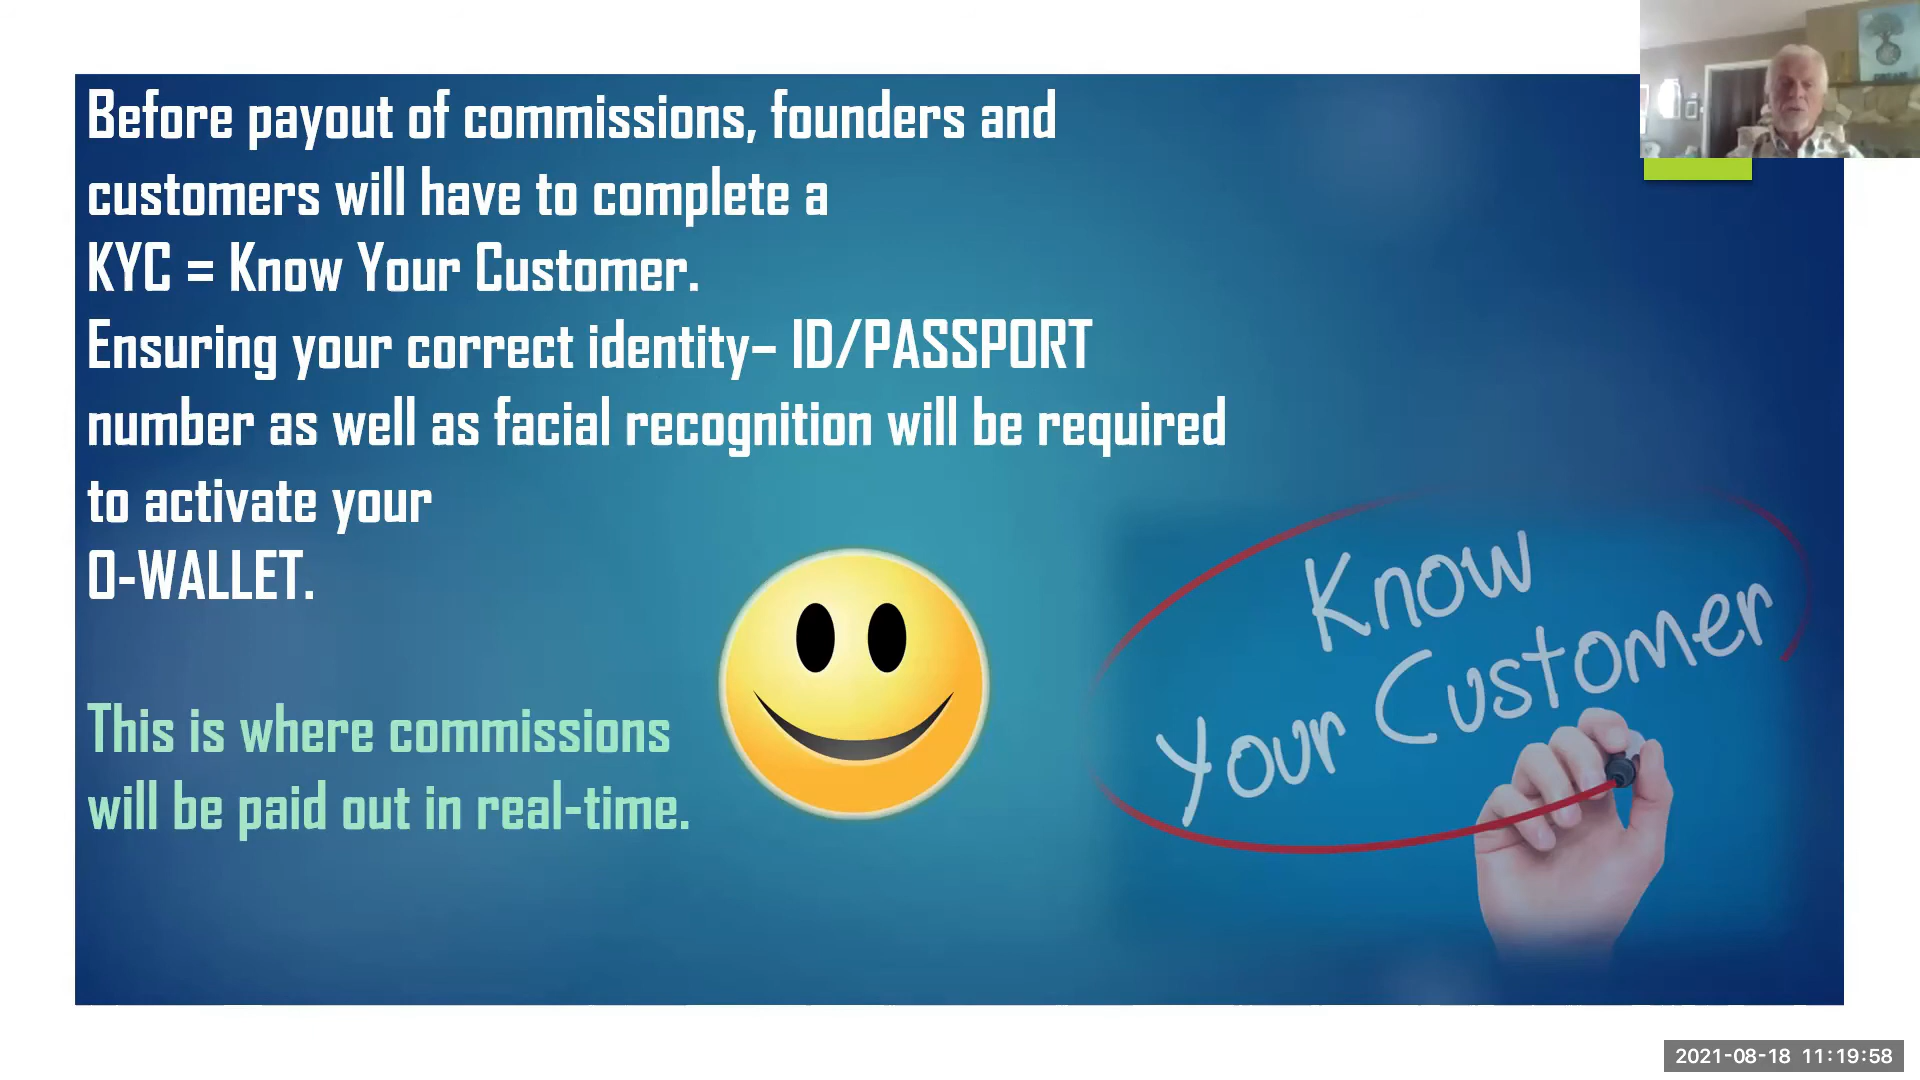 Before payout of commissions, founders and
customers will have to complete a
KYC = Know Your Customer.
Ensuring your correct identity– ID/PASSPORT
number as well as facial recognition will be required
to activate your
O-WALLET.
This is where commissions
will be paid out in real-time.
Know
Your Customer
2021-08-18 11:19:58